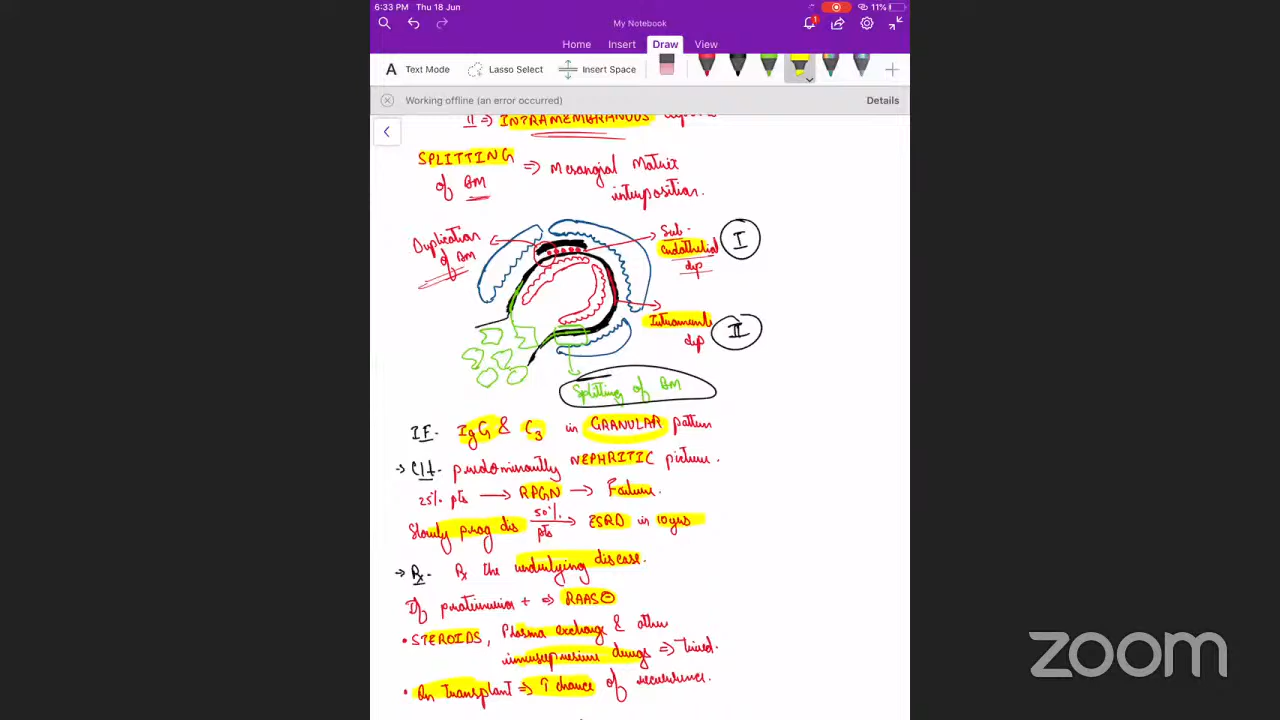 6:33 PM Thu 18 Jun
11%
My Notebook
1
Home Insert Draw View
A Text Mode Lasso Select Insert Space
Working offline (an error occurred) Details
II ⇒ INTRAMEMBRANOUS
SPLITTING of BM ⇒ Mesangial Matrix
interposition.
Duplication
of BM
Sub-
endothelial
dep
I
Intramemb
dep
II
Splitting of BM
IF- IgG & C3 in GRANULAR pattern
→ C/f- predominantly NEPHRITIC picture.
25% pts → RPGN → Failure.
Slowly prog dis 50% pts → ESRD in 10yrs
→ Rx- Rx the underlying disease.
If proteinuria + ⇒ RAAS ⊖
• STEROIDS, Plasma exchange & other
drugs ⇒ Tried.
• On transplant ⇒ ↑ chance of recurrence.
zoom